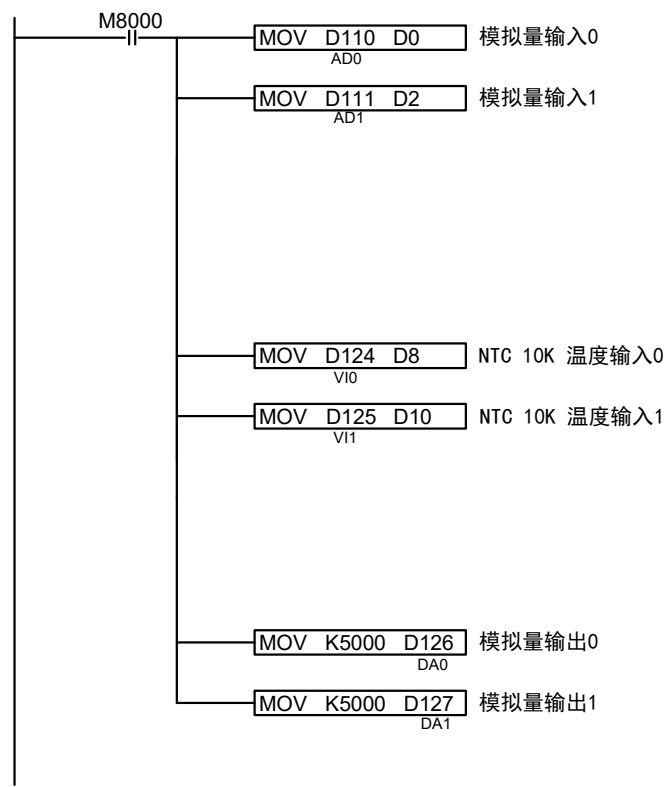 M8000
MOV D110 D0 模拟量输入0
AD0
MOV D111 D2 模拟量输入1
AD1
MOV D124 D8 NTC 10K 温度输入0
VI0
MOV D125 D10 NTC 10K 温度输入1
VI1
MOV K5000 D126 模拟量输出0
DA0
MOV K5000 D127 模拟量输出1
DA1